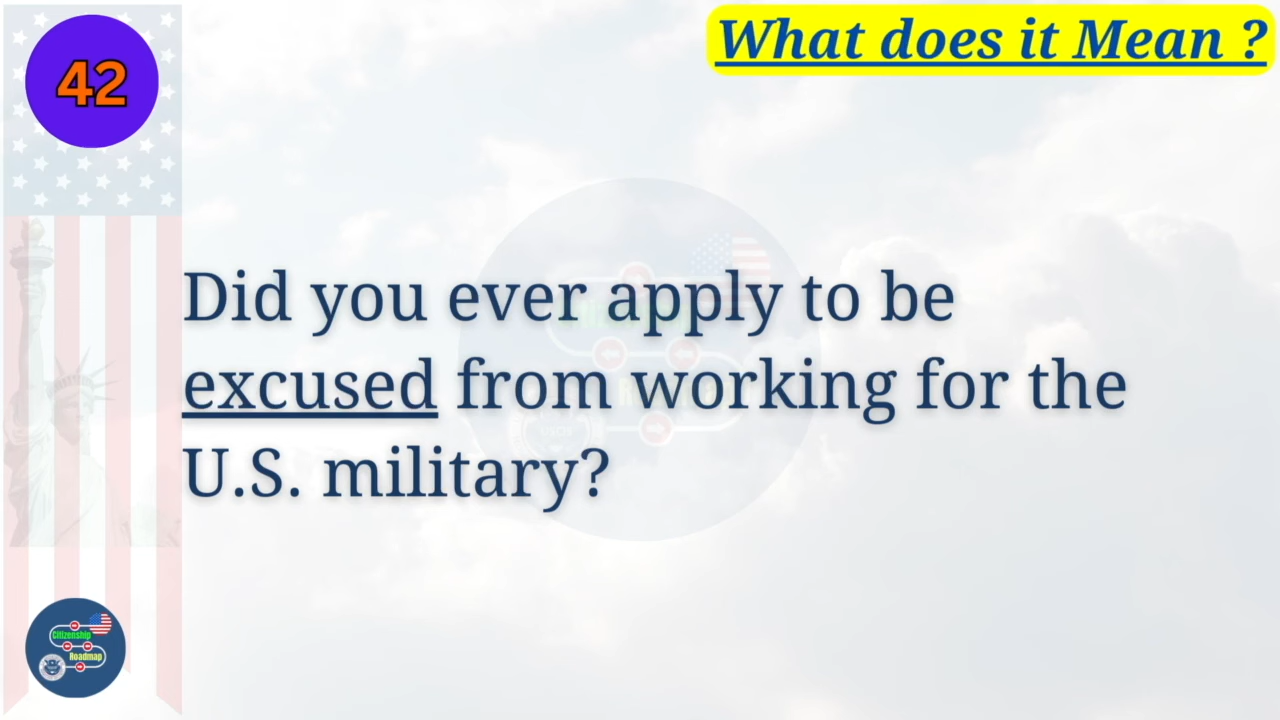 42
What does it Mean ?
Did you ever apply to be
excused from working for the
U.S. military?
Citizenship
Roadmap